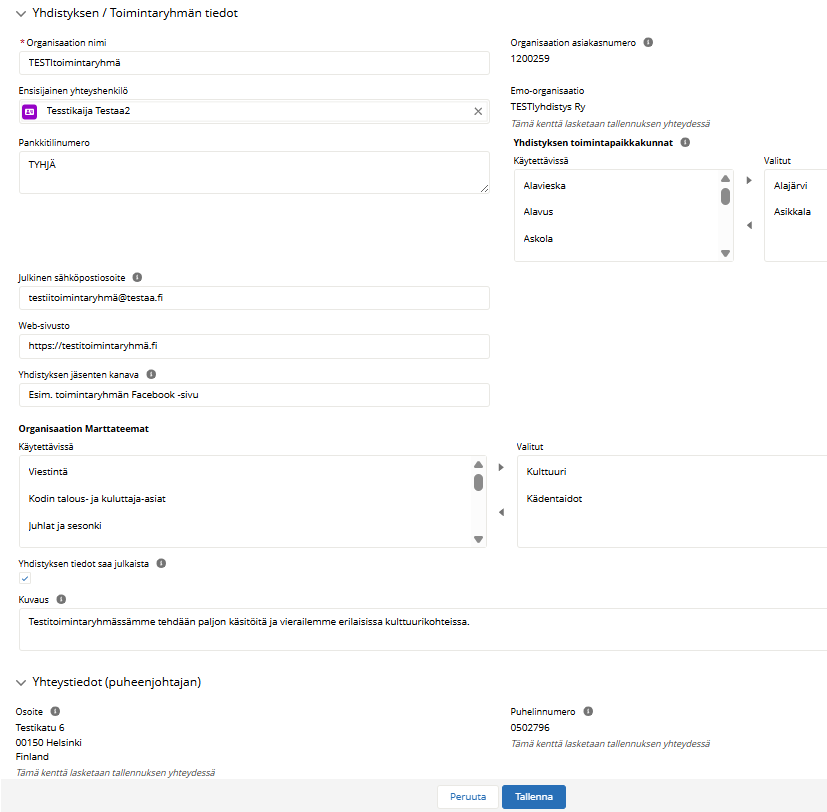 Yhdistyksen / Toimintaryhmän tiedot
* Organisaation nimi
TESTItoimintaryhmä
Organisaation asiakasnumero
1200259
Ensisijainen yhteyshenkilö
Tesstikaija Testaa2
Emo-organisaatio
TESTIyhdistys Ry
Tämä kenttä lasketaan tallennuksen yhteydessä
Pankkitilinumero
TYHJÄ
Yhdistyksen toimintapaikkakunnat
Käytettävissä
Valitut
Alavieska
Alavus
Askola
Alajärvi
Asikkala
Julkinen sähköpostiosoite
testiitoimintaryhmä@testaa.fi
Web-sivusto
https://testitoimintaryhmä.fi
Yhdistyksen jäsenten kanava
Esim. toimintaryhmän Facebook -sivu
Organisaation Marttateemat
Käytettävissä
Valitut
Viestintä
Kodin talous- ja kuluttaja-asiat
Juhlat ja sesonki
Kulttuuri
Kädentaidot
Yhdistyksen tiedot saa julkaista
Kuvaus
Testitoimintaryhmässämme tehdään paljon käsitöitä ja vierailemme erilaisissa kulttuurikohteissa.
Yhteystiedot (puheenjohtajan)
Osoite
Testikatu 6
00150 Helsinki
Finland
Tämä kenttä lasketaan tallennuksen yhteydessä
Puhelinnumero
0502796
Tämä kenttä lasketaan tallennuksen yhteydessä
Peruuta
Tallenna